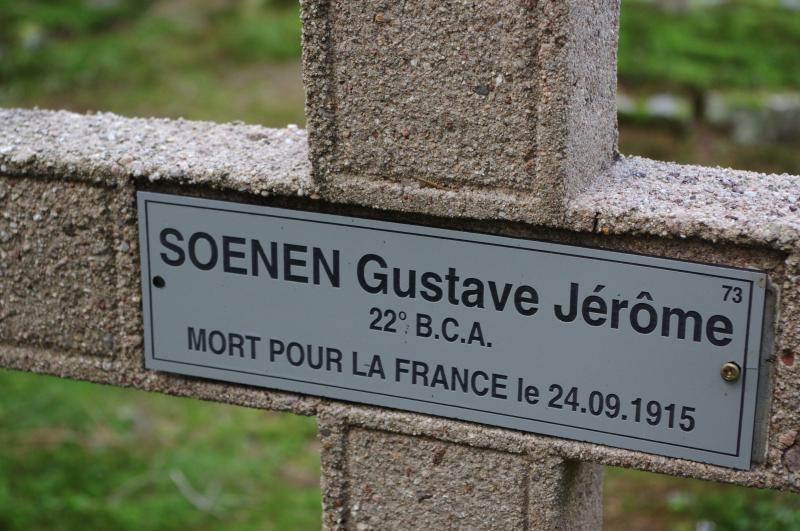 73
SOENEN Gustave Jérôme
22° B.C.A.
MORT POUR LA FRANCE le 24.09.1915